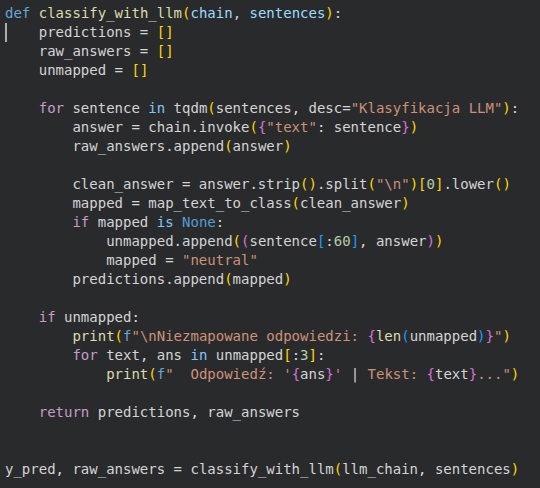 def classify_with_llm(chain, sentences):
    predictions = []
    raw_answers = []
    unmapped = []

    for sentence in tqdm(sentences, desc="Klasyfikacja LLM"):
        answer = chain.invoke({"text": sentence})
        raw_answers.append(answer)

        clean_answer = answer.strip().split("\n")[0].lower()
        mapped = map_text_to_class(clean_answer)
        if mapped is None:
            unmapped.append((sentence[:60], answer))
            mapped = "neutral"
        predictions.append(mapped)

    if unmapped:
        print(f"\nNiezmapowane odpowiedzi: {len(unmapped)}")
        for text, ans in unmapped[:3]:
            print(f"  Odpowiedź: '{ans}' | Tekst: {text}...")

    return predictions, raw_answers


y_pred, raw_answers = classify_with_llm(llm_chain, sentences)